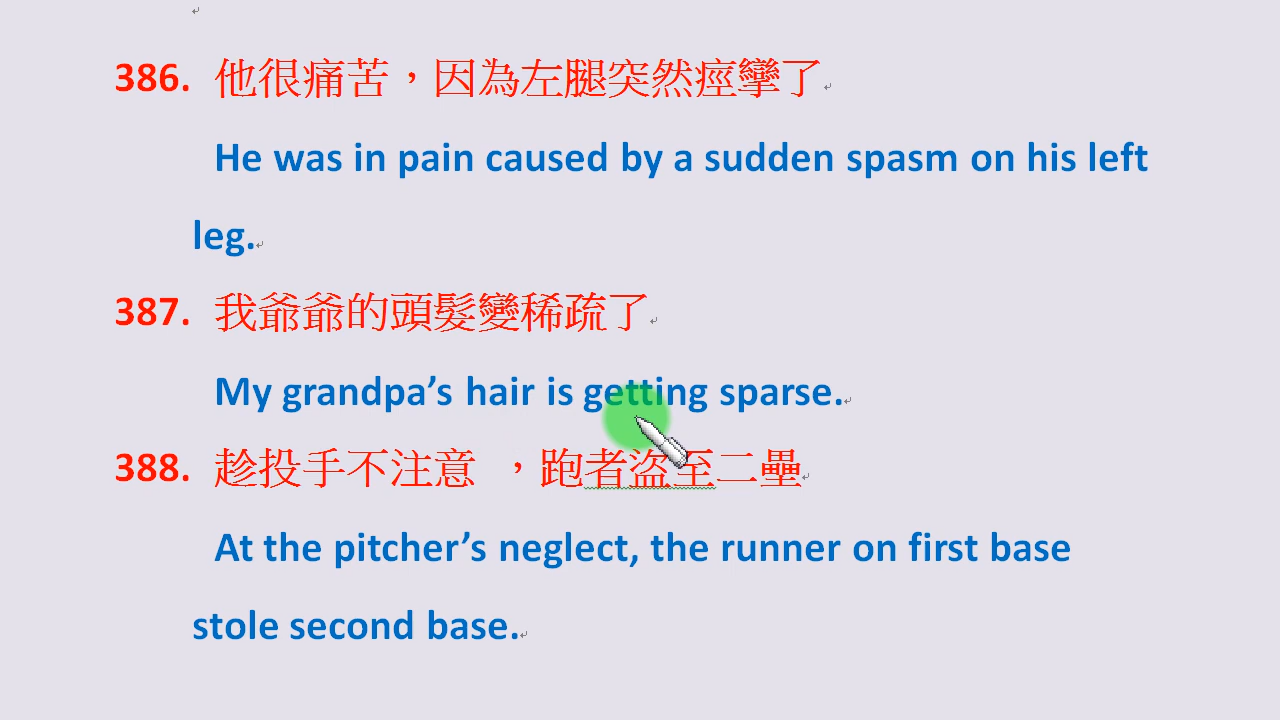 386. 他很痛苦，因為左腿突然痙攣了
He was in pain caused by a sudden spasm on his left
leg.
387. 我爺爺的頭髮變稀疏了
My grandpa’s hair is getting sparse.
388. 趁投手不注意 ，跑者盜至二壘
At the pitcher’s neglect, the runner on first base
stole second base.